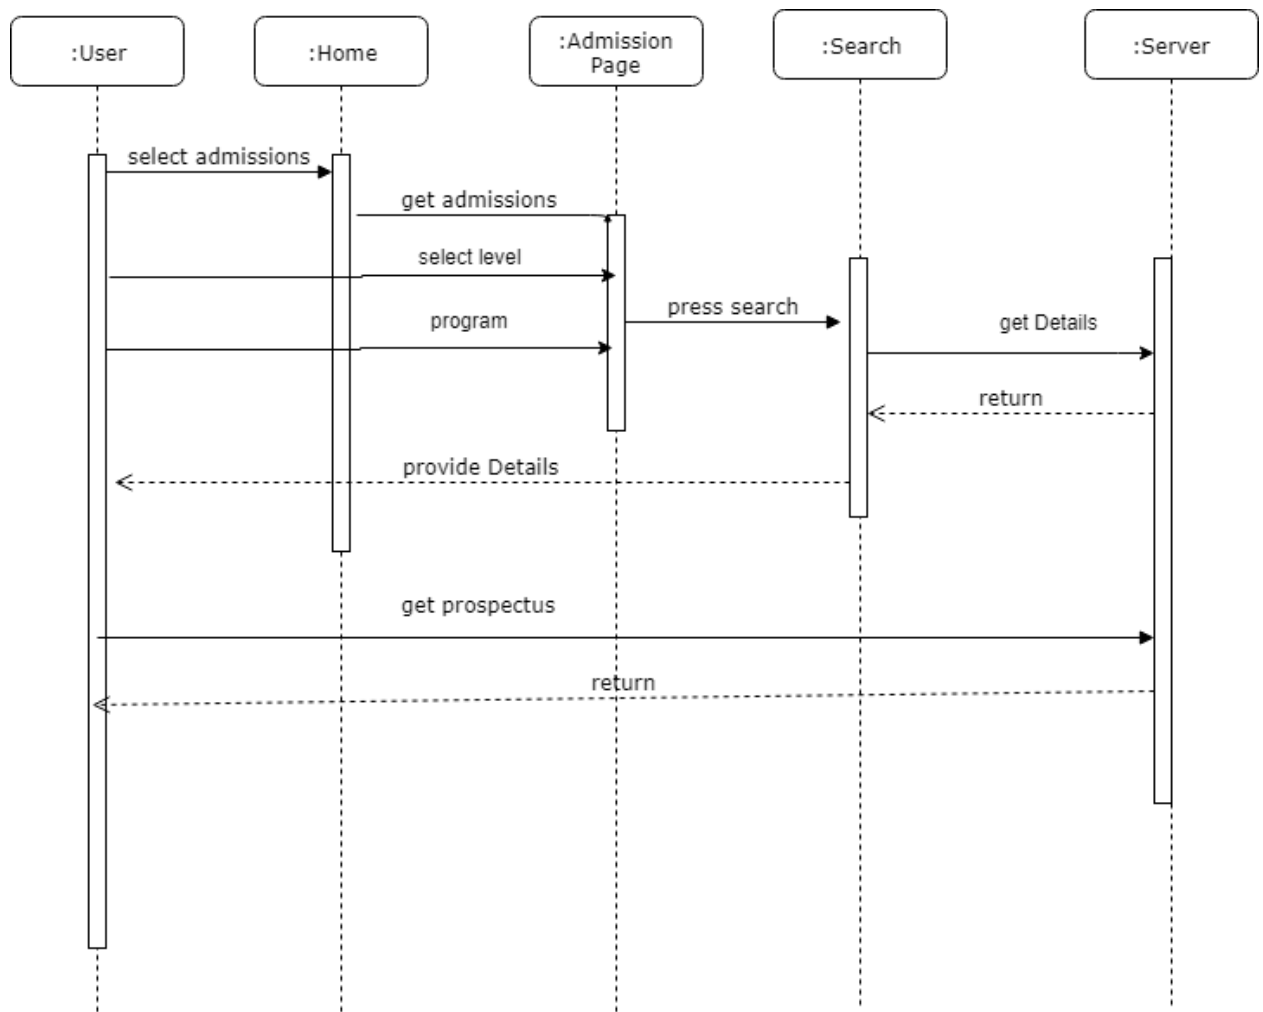 :User
:Home
:Admission
Page
:Search
:Server
select admissions
get admissions
select level
press search
program
get Details
return
provide Details
get prospectus
return